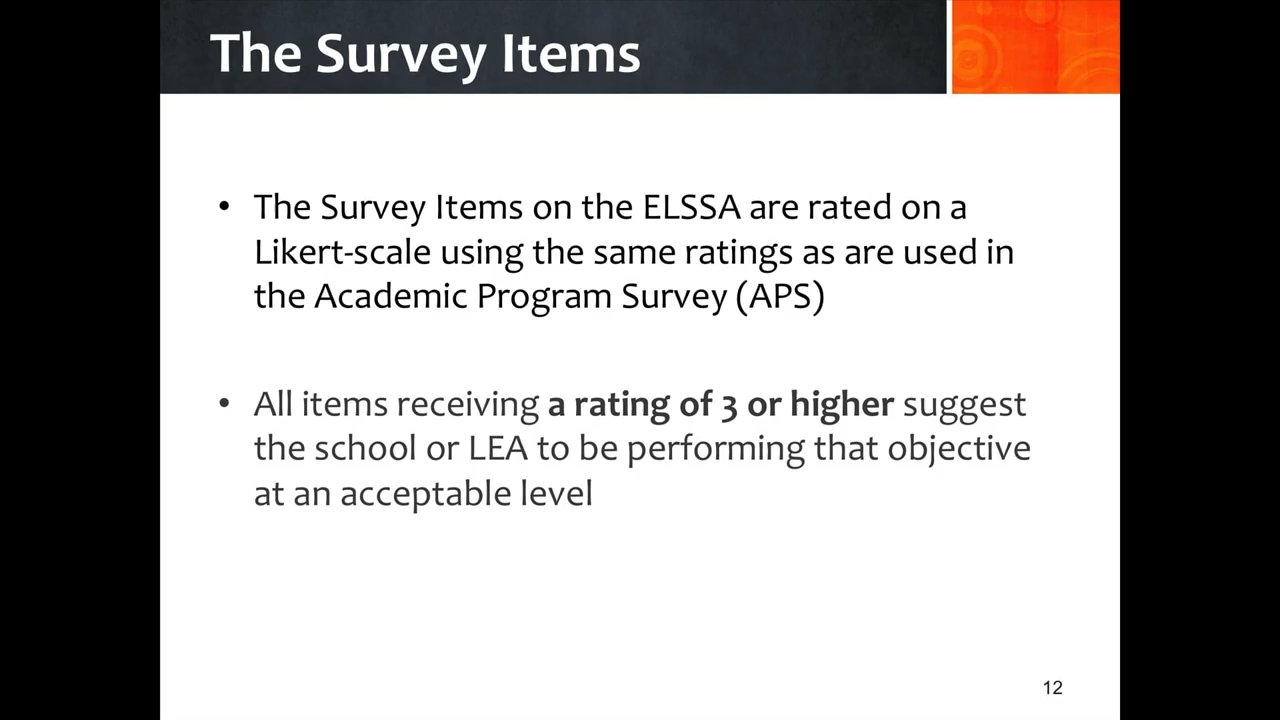 The Survey Items
• The Survey Items on the ELSSA are rated on a
Likert-scale using the same ratings as are used in
the Academic Program Survey (APS)
• All items receiving a rating of 3 or higher suggest
the school or LEA to be performing that objective
at an acceptable level
12